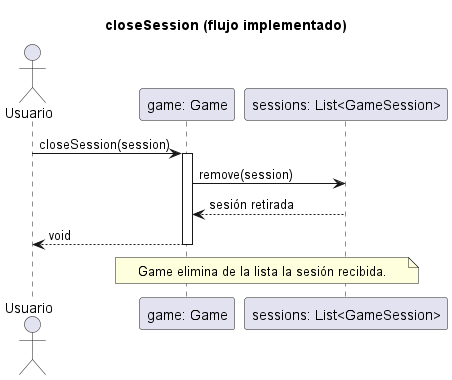 closeSession (flujo implementado)
Usuario
game: Game
sessions: List<GameSession>
closeSession(session)
remove(session)
sesión retirada
void
Game elimina de la lista la sesión recibida.
Usuario
game: Game
sessions: List<GameSession>